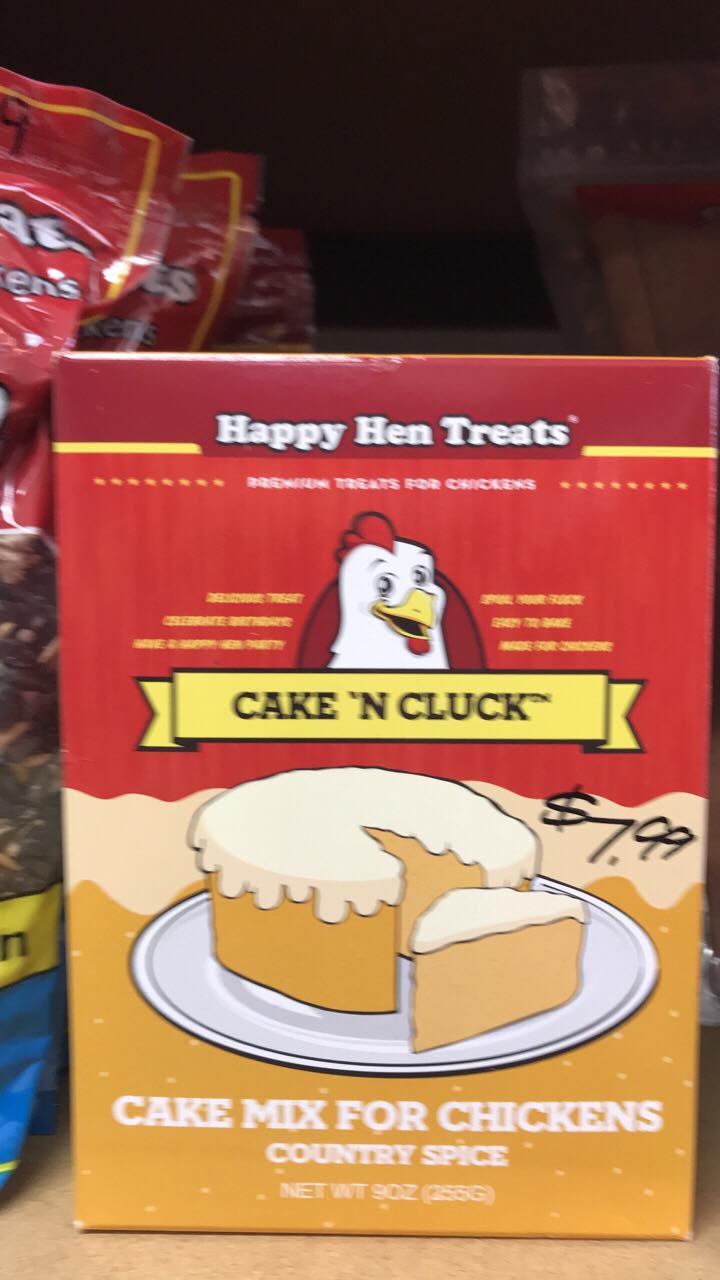 Happy Hen Treats
PREMIUM TREATS FOR CHICKENS
DELICIOUS TREAT
CELEBRATE BIRTHDAYS
HAVE A HAPPY HEN PARTY
SPOIL YOUR FLOCK
EASY TO BAKE
MADE FOR CHICKENS
CAKE 'N CLUCK™
$7.99
CAKE MIX FOR CHICKENS
COUNTRY SPICE
NET WT 9OZ (255G)